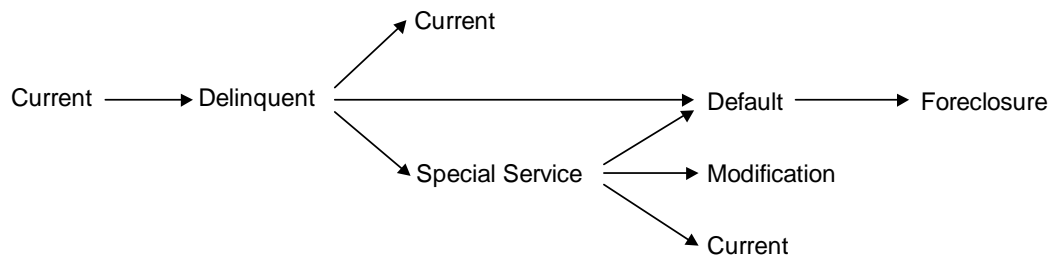 Current
Current Delinquent Default Foreclosure
Special Service Modification
Current